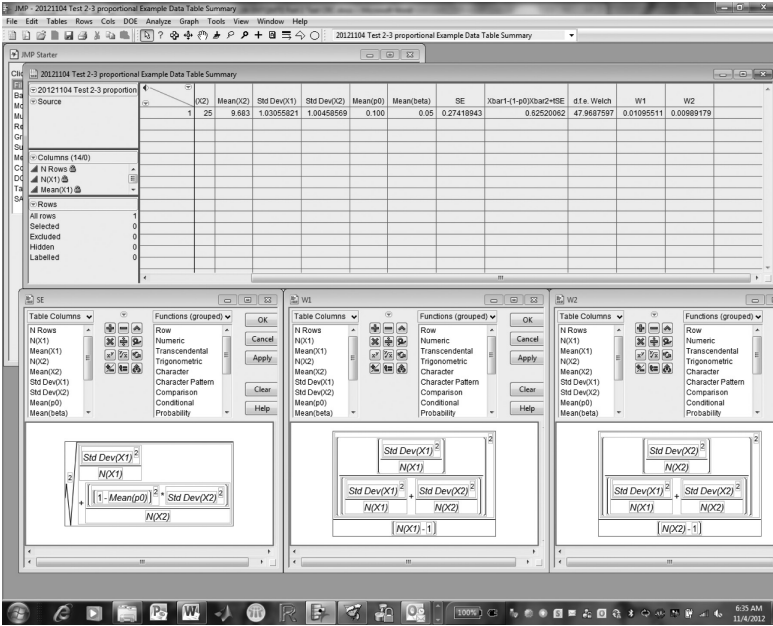 JMP - 20121104 Test 2-3 proportional Example Data Table Summary
File Edit Tables Rows Cols DOE Analyze Graph Tools View Window Help
20121104 Test 2-3 proportional Example Data Table Summary
JMP Starter
20121104 Test 2-3 proportional Example Data Table Summary
20121104 Test 2-3 proportion
Source
(X2) Mean(X2) Std Dev(X1) Std Dev(X2) Mean(p0) Mean(beta) SE Xbar1-(1-p0)Xbar2+tSE d.f.e. Welch W1 W2
1 25 9.683 1.03055821 1.00458569 0.100 0.05 0.27418943 0.62520062 47.9687597 0.01095511 0.00989179
Columns (14/0)
N Rows
N(X1)
Mean(X1)
Rows
All rows 1
Selected 0
Excluded 0
Hidden 0
Labelled 0
SE
Table Columns Functions (grouped) OK
N Rows Row
N(X1) Numeric Cancel
Mean(X1) Transcendental
N(X2) Trigonometric Apply
Mean(X2) Character
Std Dev(X1) Character Pattern
Std Dev(X2) Comparison Clear
Mean(p0) Conditional
Mean(beta) Probability Help
Std Dev(X1) 2
N(X1)
2
+ [1 - Mean(p0)] 2 * Std Dev(X2) 2
N(X2)
W1
Table Columns Functions (grouped) OK
N Rows Row
N(X1) Numeric Cancel
Mean(X1) Transcendental
N(X2) Trigonometric Apply
Mean(X2) Character
Std Dev(X1) Character Pattern
Std Dev(X2) Comparison Clear
Mean(p0) Conditional
Mean(beta) Probability Help
Std Dev(X1) 2
N(X1)
2
Std Dev(X1) 2 + Std Dev(X2) 2
N(X1) N(X2)
[N(X1) - 1]
W2
Table Columns Functions (grouped)
N Rows Row
N(X1) Numeric
Mean(X1) Transcendental
N(X2) Trigonometric
Mean(X2) Character
Std Dev(X1) Character Pattern
Std Dev(X2) Comparison
Mean(p0) Conditional
Mean(beta) Probability
Std Dev(X2) 2
N(X2)
2
Std Dev(X1) 2 + Std Dev(X2) 2
N(X1) N(X2)
[N(X2) - 1]
100%
6:35 AM
11/4/2012